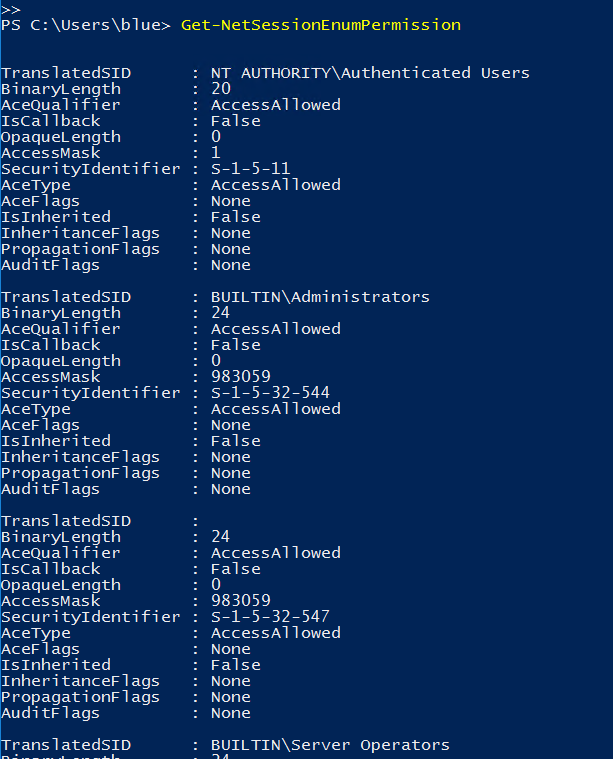 >>
PS C:\Users\blue> Get-NetSessionEnumPermission
TranslatedSID      : NT AUTHORITY\Authenticated Users
BinaryLength       : 20
AceQualifier       : AccessAllowed
IsCallback         : False
OpaqueLength       : 0
AccessMask         : 1
SecurityIdentifier : S-1-5-11
AceType            : AccessAllowed
AceFlags           : None
IsInherited        : False
InheritanceFlags   : None
PropagationFlags   : None
AuditFlags         : None
TranslatedSID      : BUILTIN\Administrators
BinaryLength       : 24
AceQualifier       : AccessAllowed
IsCallback         : False
OpaqueLength       : 0
AccessMask         : 983059
SecurityIdentifier : S-1-5-32-544
AceType            : AccessAllowed
AceFlags           : None
IsInherited        : False
InheritanceFlags   : None
PropagationFlags   : None
AuditFlags         : None
TranslatedSID      :
BinaryLength       : 24
AceQualifier       : AccessAllowed
IsCallback         : False
OpaqueLength       : 0
AccessMask         : 983059
SecurityIdentifier : S-1-5-32-547
AceType            : AccessAllowed
AceFlags           : None
IsInherited        : False
InheritanceFlags   : None
PropagationFlags   : None
AuditFlags         : None
TranslatedSID      : BUILTIN\Server Operators